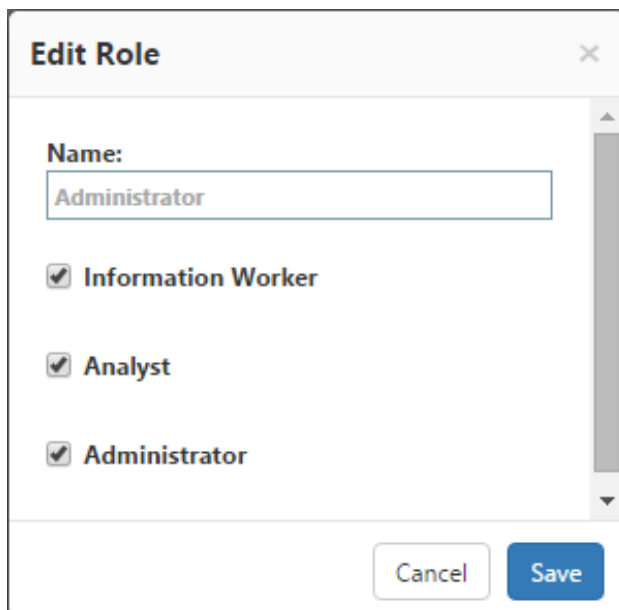 Edit Role
Name:
Administrator
Information Worker
Analyst
Administrator
Cancel Save